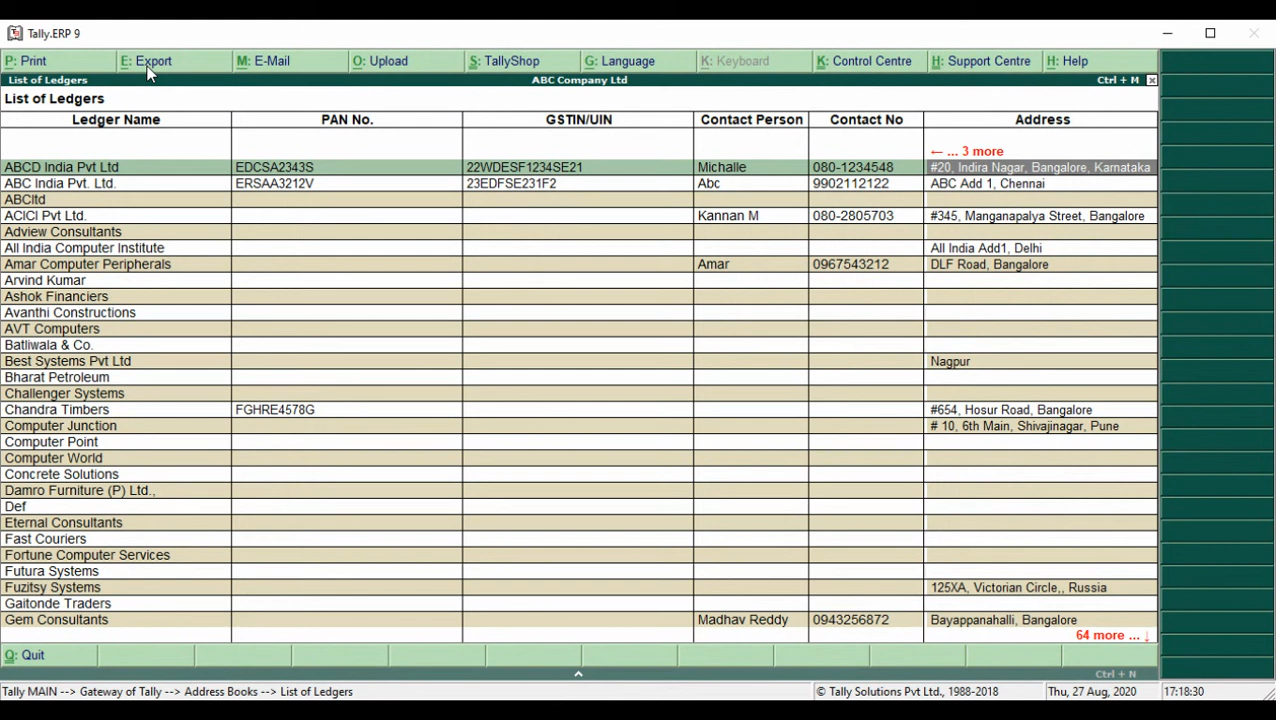 Tally.ERP 9
P: Print E: Export M: E-Mail O: Upload S: TallyShop G: Language K: Keyboard K: Control Centre H: Support Centre H: Help
List of Ledgers ABC Company Ltd Ctrl + M
List of Ledgers
Ledger Name PAN No. GSTIN/UIN Contact Person Contact No Address
← ... 3 more
ABCD India Pvt Ltd EDCSA2343S 22WDESF1234SE21 Michalle 080-1234548 #20, Indira Nagar, Bangalore, Karnataka
ABC India Pvt. Ltd. ERSAA3212V 23EDFSE231F2 Abc 9902112122 ABC Add 1, Chennai
ABCltd
ACICI Pvt Ltd. Kannan M 080-2805703 #345, Manganapalya Street, Bangalore
Adview Consultants
All India Computer Institute All India Add1, Delhi
Amar Computer Peripherals Amar 0967543212 DLF Road, Bangalore
Arvind Kumar
Ashok Financiers
Avanthi Constructions
AVT Computers
Batliwala & Co.
Best Systems Pvt Ltd Nagpur
Bharat Petroleum
Challenger Systems
Chandra Timbers FGHRE4578G #654, Hosur Road, Bangalore
Computer Junction # 10, 6th Main, Shivajinagar, Pune
Computer Point
Computer World
Concrete Solutions
Damro Furniture (P) Ltd.,
Def
Eternal Consultants
Fast Couriers
Fortune Computer Services
Futura Systems
Fuzitsy Systems 125XA, Victorian Circle,, Russia
Gaitonde Traders
Gem Consultants Madhav Reddy 0943256872 Bayappanahalli, Bangalore
64 more ... ↓
Q: Quit
Ctrl + N
Tally MAIN --> Gateway of Tally --> Address Books --> List of Ledgers © Tally Solutions Pvt Ltd., 1988-2018 Thu, 27 Aug, 2020 17:18:30